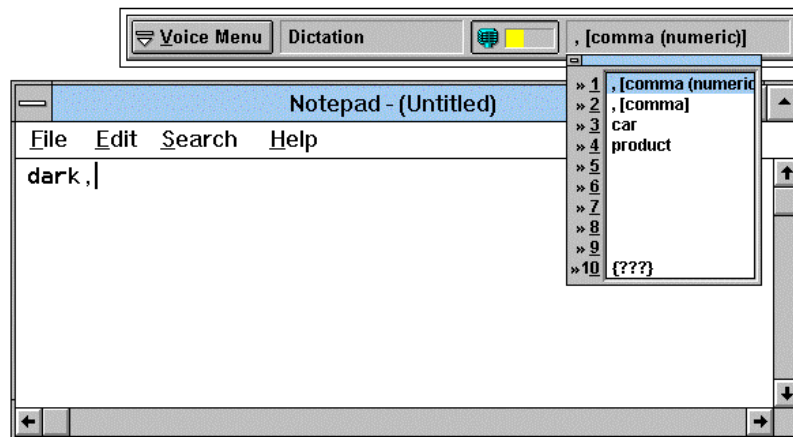 Voice Menu Dictation , [comma (numeric)]
» 1 , [comma (numeric
» 2 , [comma]
» 3 car
» 4 product
» 5
» 6
» 7
» 8
» 9
»10 {???}
Notepad - (Untitled)
File Edit Search Help
dark,